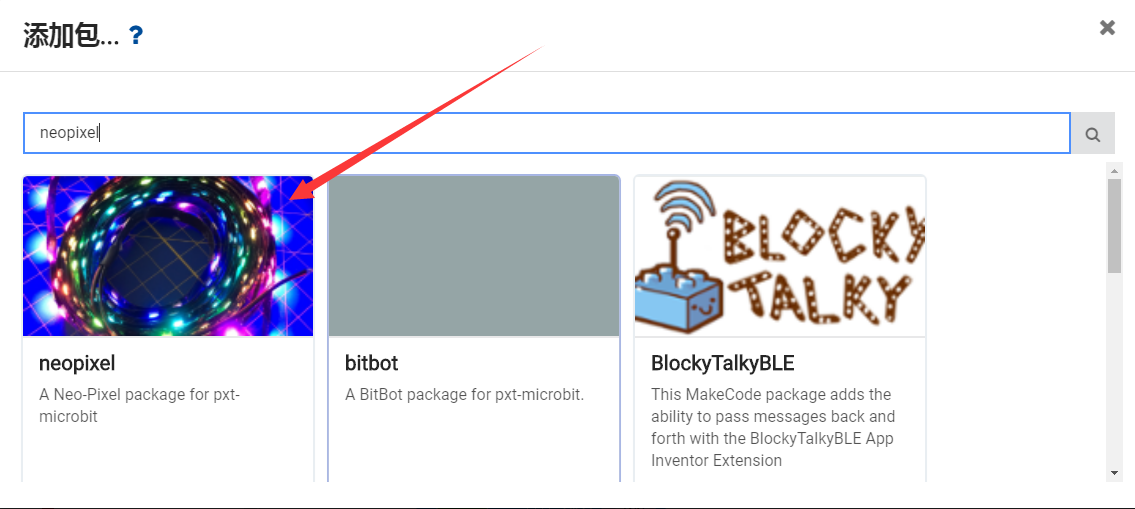 添加包... ?
neopixel
BLOCKY
TALKY
neopixel
A Neo-Pixel package for pxt-
microbit
bitbot
A BitBot package for pxt-microbit.
BlockyTalkyBLE
This MakeCode package adds the
ability to pass messages back and
forth with the BlockyTalkyBLE App
Inventor Extension